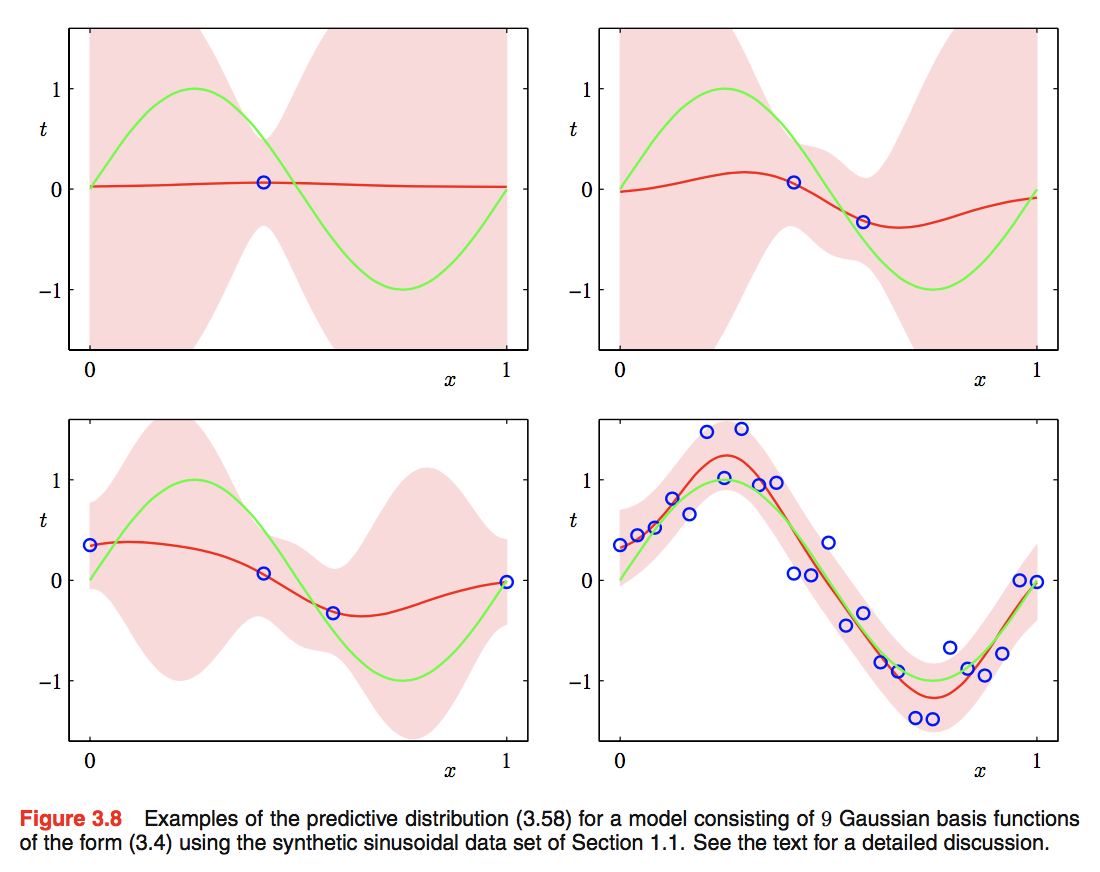 1
t
0
−1
0
x
1
1
t
0
−1
0
x
1
1
t
0
−1
0
x
1
1
t
0
−1
0
x
1
Figure 3.8 Examples of the predictive distribution (3.58) for a model consisting of 9 Gaussian basis functions
of the form (3.4) using the synthetic sinusoidal data set of Section 1.1. See the text for a detailed discussion.